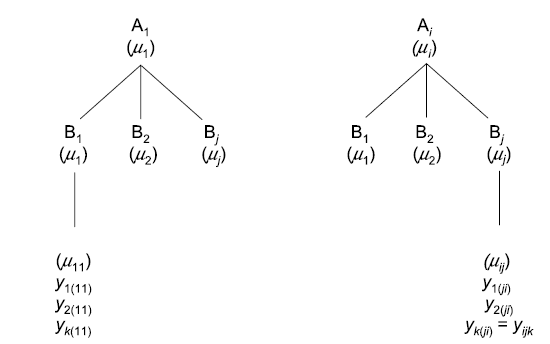 A₁ Aᵢ
(μ₁) (μᵢ)
B₁ B₂ Bⱼ B₁ B₂ Bⱼ
(μ₁) (μ₂) (μⱼ) (μ₁) (μ₂) (μⱼ)
(μ₁₁) (μᵢⱼ)
y₁₍₁₁₎ y₁₍ⱼᵢ₎
y₂₍₁₁₎ y₂₍ⱼᵢ₎
yₖ₍₁₁₎ yₖ₍ⱼᵢ₎ = yᵢⱼₖ